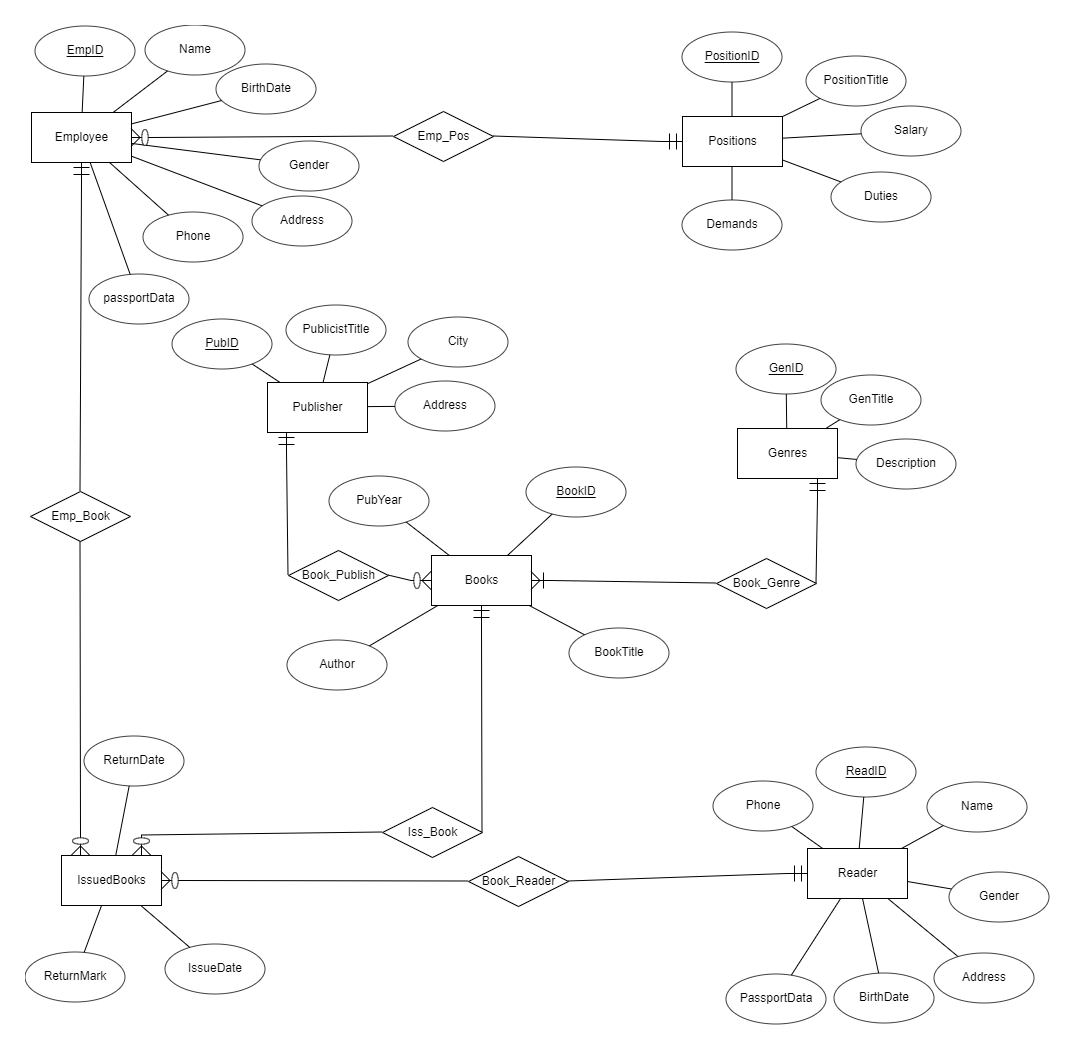 EmpID
Name
BirthDate
Employee
Emp_Pos
Gender
Address
Phone
passportData
PositionID
PositionTitle
Salary
Positions
Duties
Demands
PubID
PublicistTitle
City
Publisher
Address
GenID
GenTitle
Genres
Description
Emp_Book
PubYear
BookID
Book_Publish
Books
Book_Genre
Author
BookTitle
ReturnDate
Iss_Book
IssuedBooks
Book_Reader
ReturnMark
IssueDate
Phone
ReadID
Name
Reader
Gender
Address
PassportData
BirthDate